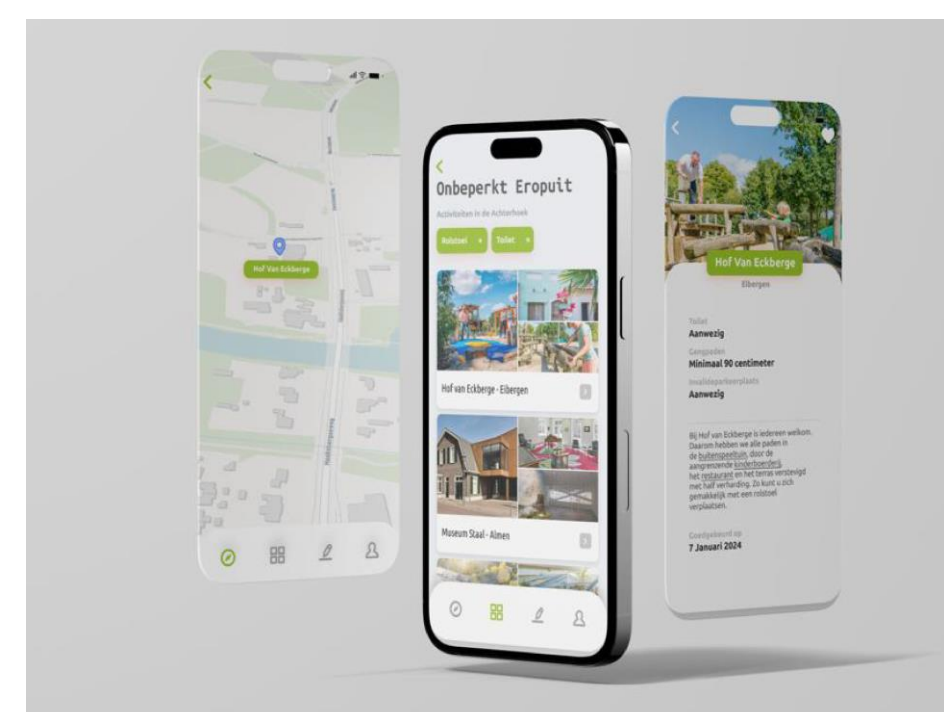 Hof Van Eckberge
Onbeperkt Eropuit
Activiteiten in de Achterhoek
Rolstoel +
Toilet +
Hof van Eckberge - Eibergen
Museum Staal - Almen
Hof Van Eckberge
Eibergen
Toilet
Aanwezig
Gangpaden
Minimaal 90 centimeter
Invalideparkeerplaats
Aanwezig
Bij Hof van Eckberge is iedereen welkom.
Daarom hebben we alle paden in
de buitenspeeltuin, door de
aangrenzende kinderboerderij,
het restaurant en het terras verstevigd
met half verharding. Zo kunt u zich
gemakkelijk met een rolstoel
verplaatsen.
Goedgekeurd op
7 Januari 2024